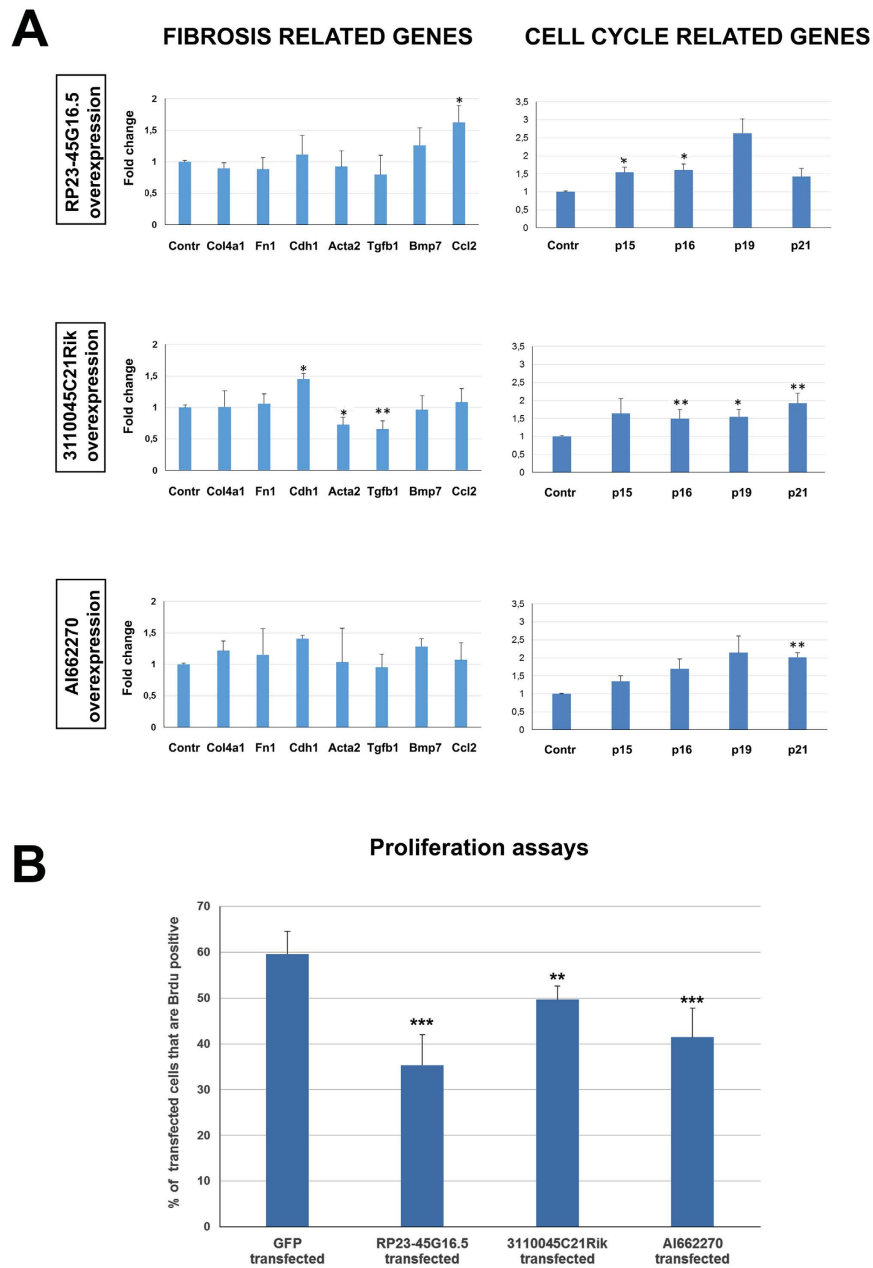 A
FIBROSIS RELATED GENES
CELL CYCLE RELATED GENES
RP23-45G16.5
overexpression
Fold change
2
1,5
1
0,5
0
*
Contr Col4a1 Fn1 Cdh1 Acta2 Tgfb1 Bmp7 Ccl2
3,5
3
2,5
2
1,5
1
0,5
0
* *
Contr p15 p16 p19 p21
3110045C21Rik
overexpression
Fold change
2
1,5
1
0,5
0
* * **
Contr Col4a1 Fn1 Cdh1 Acta2 Tgfb1 Bmp7 Ccl2
3,5
3
2,5
2
1,5
1
0,5
0
** * **
Contr p15 p16 p19 p21
AI662270
overexpression
Fold change
2
1,5
1
0,5
0
Contr Col4a1 Fn1 Cdh1 Acta2 Tgfb1 Bmp7 Ccl2
3,5
3
2,5
2
1,5
1
0,5
0
**
Contr p15 p16 p19 p21
B
Proliferation assays
% of transfected cells that are Brdu positive
70
60
50
40
30
20
10
0
*** ** ***
GFP
transfected
RP23-45G16.5
transfected
3110045C21Rik
transfected
AI662270
transfected